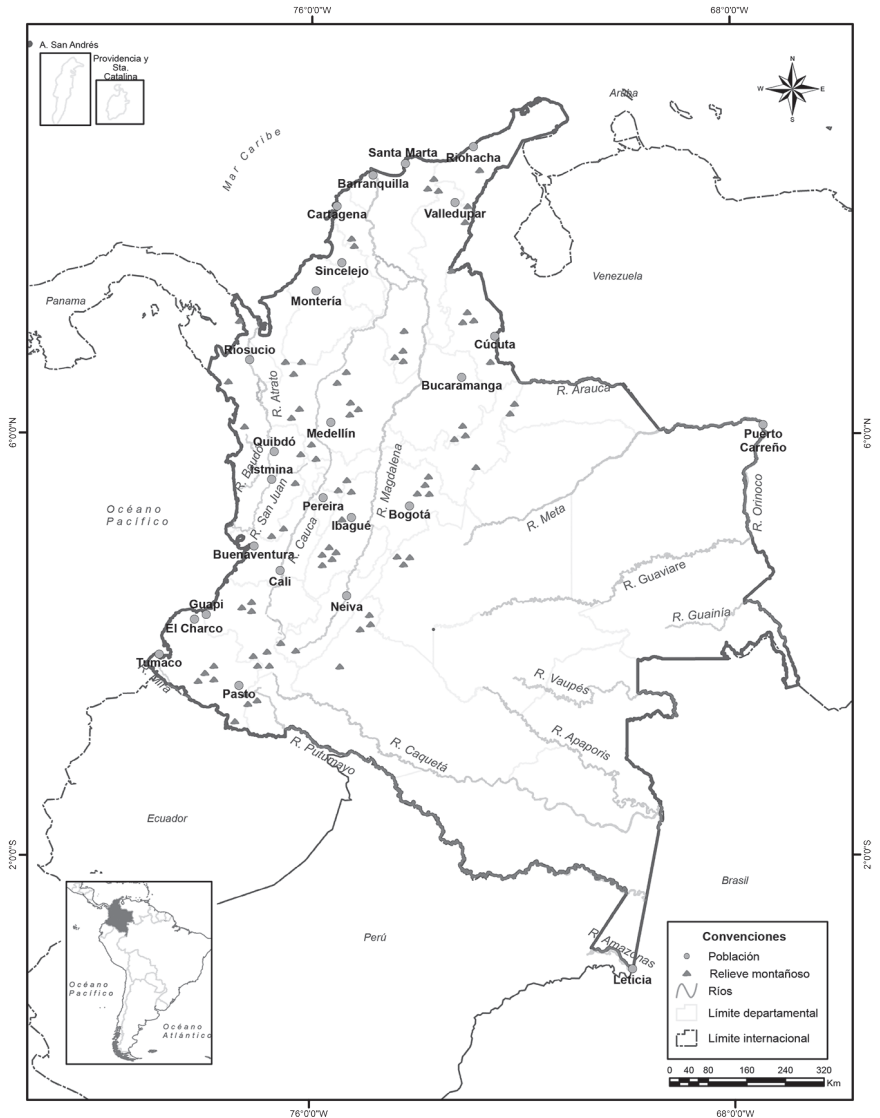 76°0'0"W
68°0'0"W
A. San Andrés
Providencia y
Sta.
Catalina
N
W
E
S
Aruba
Mar Caribe
Santa Marta
Riohacha
Barranquilla
Cartagena
Valledupar
Sincelejo
Venezuela
Montería
Panama
Cúcuta
Riosucio
Bucaramanga
R. Arauca
R. Atrato
6°0'0"N
6°0'0"N
Medellín
Puerto
Carreño
Quibdó
R. Baudó
Istmina
R. Magdalena
R. Orinoco
Océano
Pacífico
R. San Juan
Pereira
Bogotá
R. Meta
Ibagué
R. Cauca
Buenaventura
Cali
R. Guaviare
Neiva
Guapi
El Charco
R. Guainía
Tumaco
R. Mira
R. Vaupés
Pasto
R. Apaporis
R. Putumayo
R. Caquetá
Ecuador
2°0'0"S
2°0'0"S
Brasil
Perú
R. Amazonas
Leticia
Océano
Pacífico
Océano
Atlántico
Convenciones
Población
Relieve montañoso
Ríos
Límite departamental
Límite internacional
0 40 80 160 240 320
Km
76°0'0"W
68°0'0"W